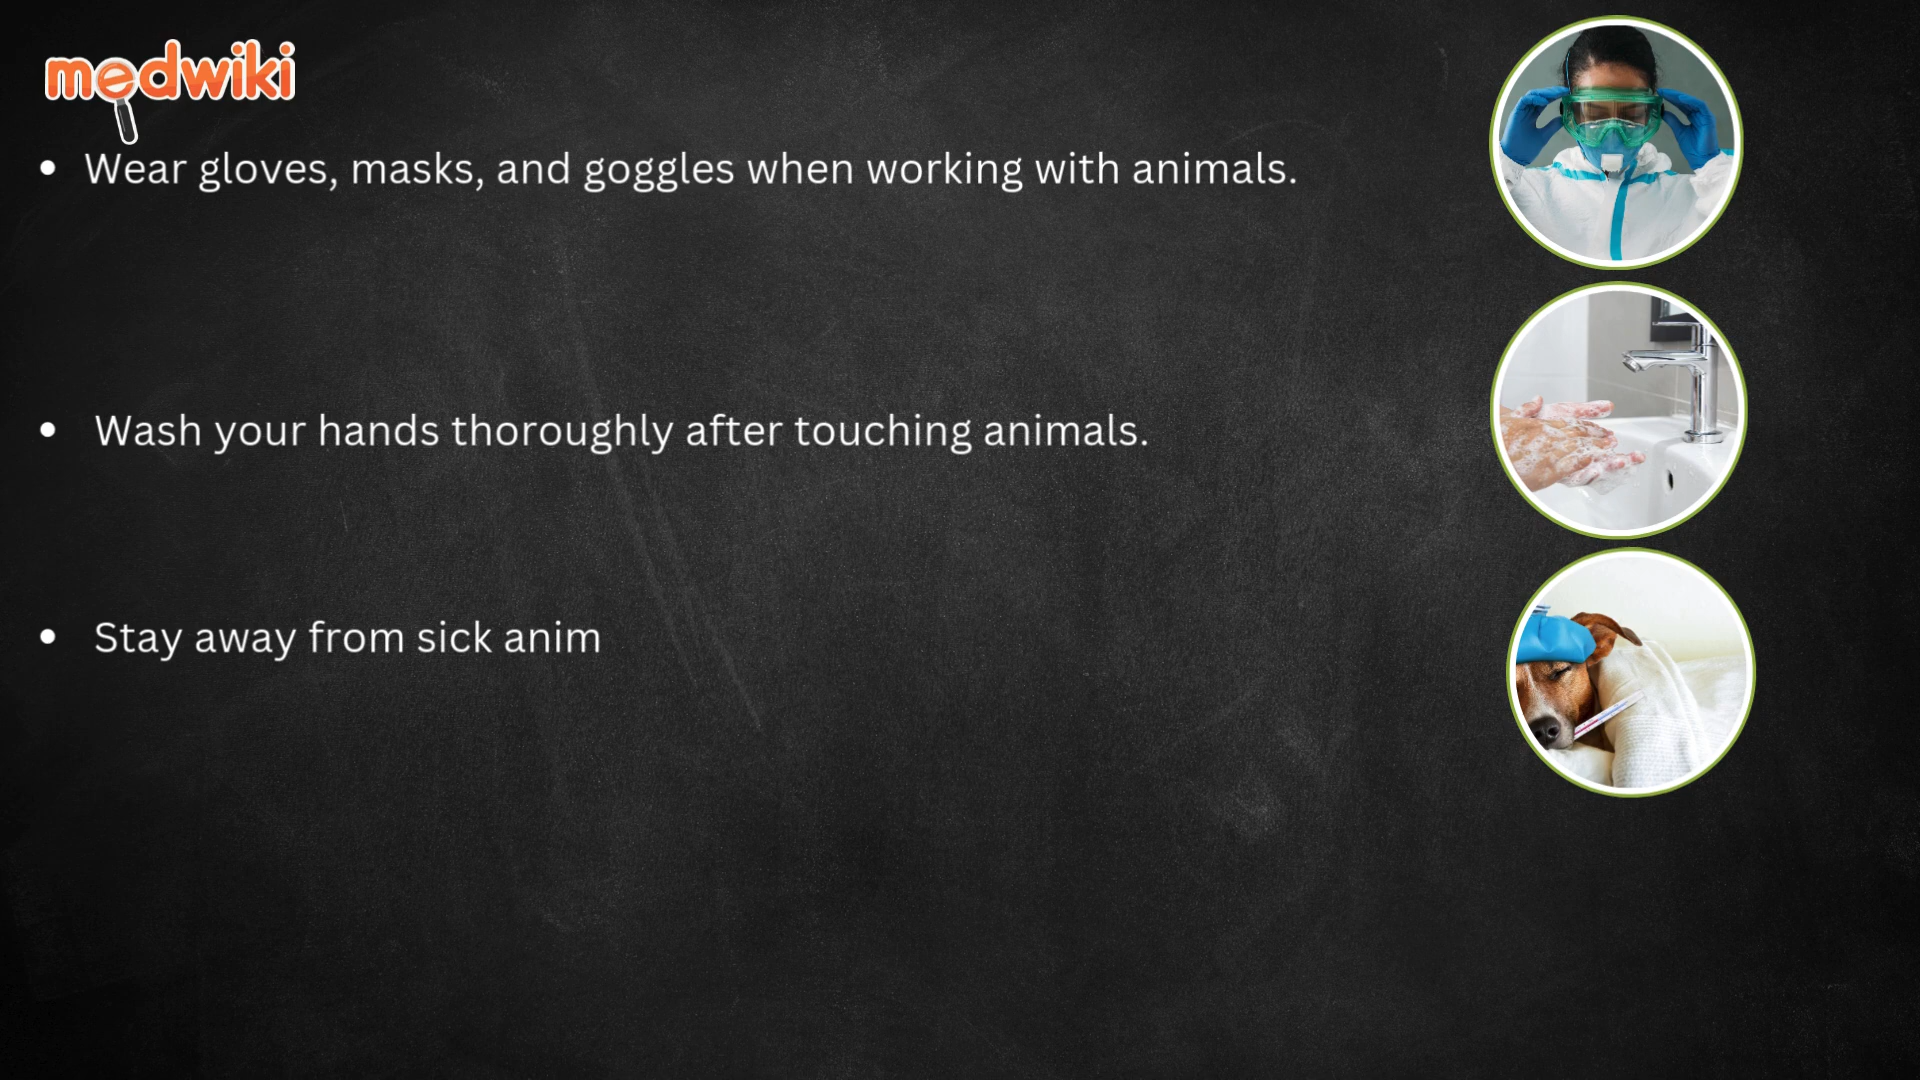 medwiki
• Wear gloves, masks, and goggles when working with animals.
• Wash your hands thoroughly after touching animals.
• Stay away from sick anim